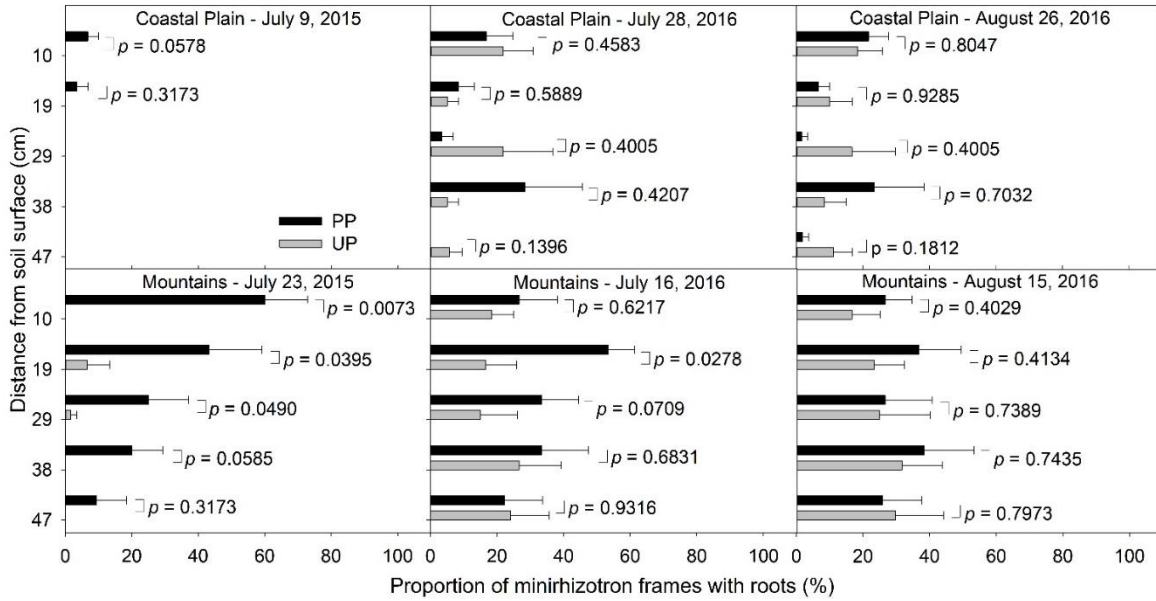 Distance from soil surface (cm)
Coastal Plain - July 9, 2015
10
19
29
38
47
p = 0.0578
p = 0.3173
PP
UP
Coastal Plain - July 28, 2016
p = 0.4583
p = 0.5889
p = 0.4005
p = 0.4207
p = 0.1396
Coastal Plain - August 26, 2016
p = 0.8047
p = 0.9285
p = 0.4005
p = 0.7032
p = 0.1812
Mountains - July 23, 2015
10
19
29
38
47
p = 0.0073
p = 0.0395
p = 0.0490
p = 0.0585
p = 0.3173
0 20 40 60 80 100
Mountains - July 16, 2016
p = 0.6217
p = 0.0278
p = 0.0709
p = 0.6831
p = 0.9316
0 20 40 60 80 100
Mountains - August 15, 2016
p = 0.4029
p = 0.4134
p = 0.7389
p = 0.7435
p = 0.7973
0 20 40 60 80 100
Proportion of minirhizotron frames with roots (%)